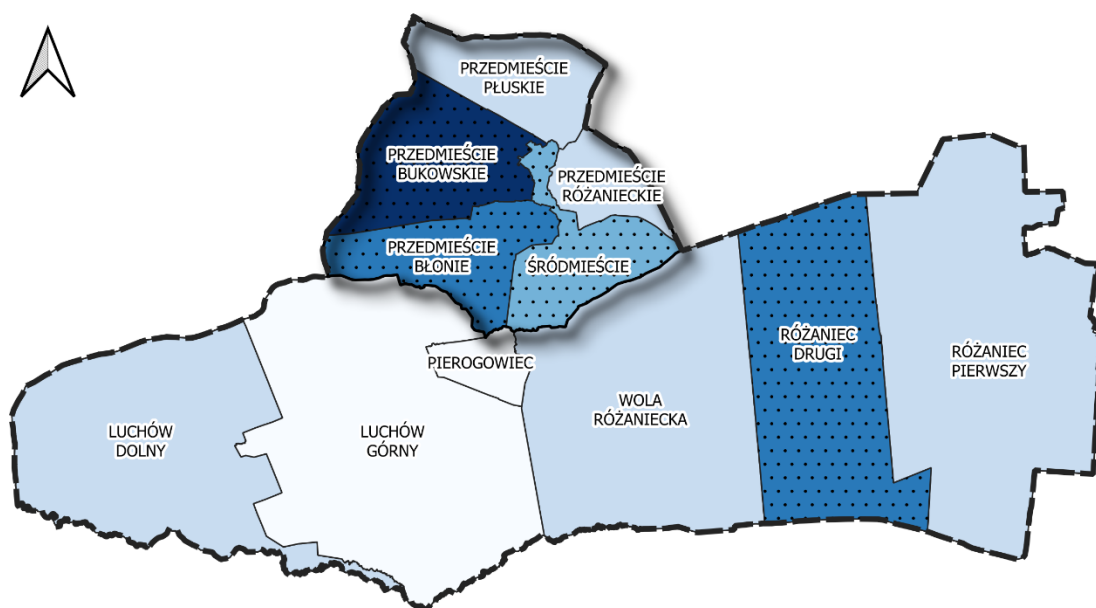 PRZEDMIEŚCIE
PŁUSKIE
PRZEDMIEŚCIE
BUKOWSKIE
PRZEDMIEŚCIE
RÓŻANIECKIE
PRZEDMIEŚCIE
BŁONIE
ŚRÓDMIEŚCIE
RÓŻANIEC
DRUGI
RÓŻANIEC
PIERWSZY
PIEROGOWIEC
WOLA
RÓŻANIECKA
LUCHÓW
DOLNY
LUCHÓW
GÓRNY